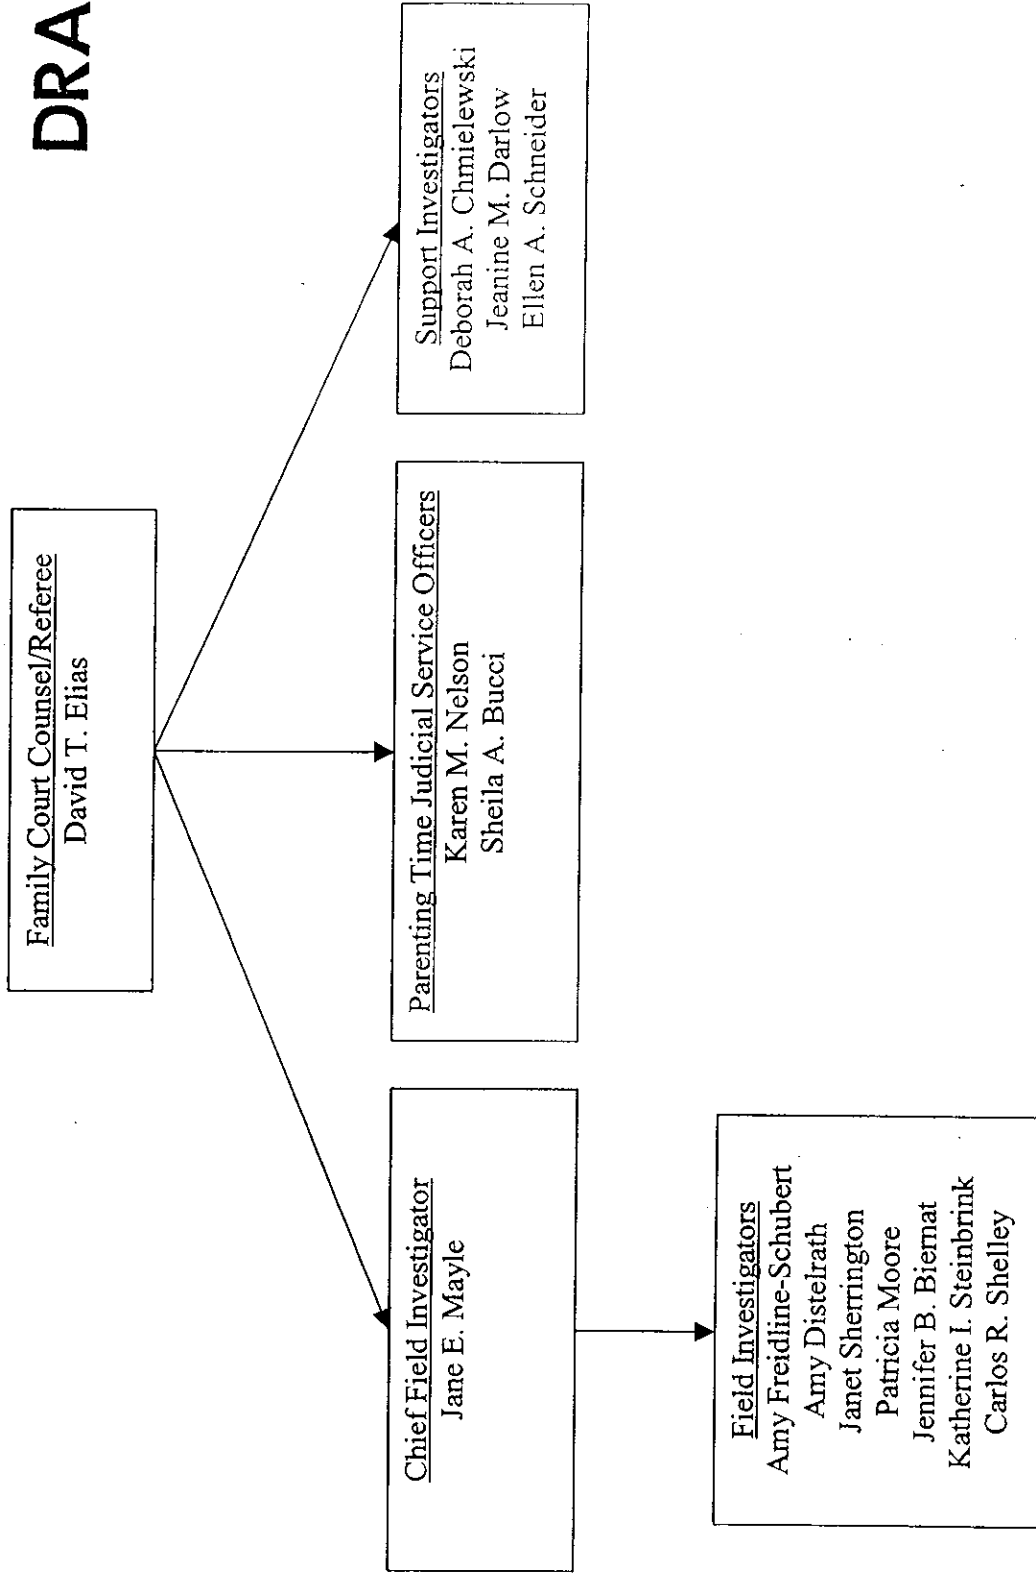 DRA
Family Court Counsel/Referee
David T. Elias
Chief Field Investigator
Jane E. Mayle
Parenting Time Judicial Service Officers
Karen M. Nelson
Sheila A. Bucci
Support Investigators
Deborah A. Chmielewski
Jeanine M. Darlow
Ellen A. Schneider
Field Investigators
Amy Freidline-Schubert
Amy Distelrath
Janet Sherrington
Patricia Moore
Jennifer B. Biernat
Katherine I. Steinbrink
Carlos R. Shelley